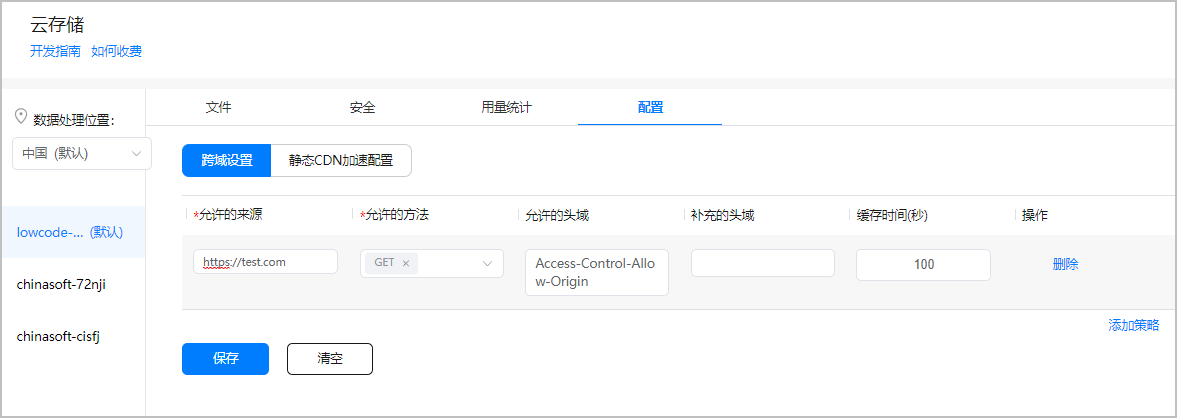 云存储
开发指南 如何收费
数据处理位置：
中国 (默认)
lowcode-... (默认)
chinasoft-72nji
chinasoft-cisfj
文件 安全 用量统计 配置
跨域设置 静态CDN加速配置
*允许的来源 *允许的方法 允许的头域 补充的头域 缓存时间(秒) 操作
https://test.com GET × Access-Control-Allo 100 删除
w-Origin
添加策略
保存 清空